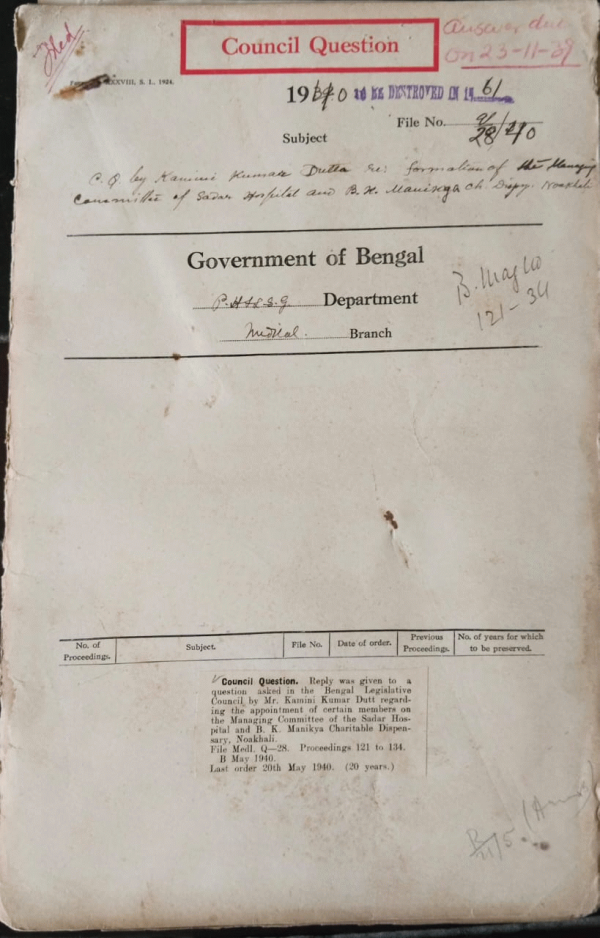 Filed
Council Question
Answer due
on 23-11-39
XXXVIII, S. L. 1924.
1940 TO BE DESTROYED IN 1961
File No. Q/28/40
Subject
C. Q. by Kamini Kumar Dutta re: formation of the Managing
Committee of Sadar Hospital and B. K. Manikya Ch. Dispy. Noakhali
Government of Bengal
P. H & L. S. G Department
Medical. Branch
B. May 40
121-34
No. of Proceedings.
Subject.
File No.
Date of order.
Previous Proceedings.
No. of years for which to be preserved.
Council Question. Reply was given to a
question asked in the Bengal Legislative
Council by Mr. Kamini Kumar Dutt regard-
ing the appointment of certain members on
the Managing Committee of the Sadar Hos-
pital and B. K. Manikya Charitable Dispen-
sary, Noakhali.
File Medl. Q—28. Proceedings 121 to 134.
B May 1940.
Last order 20th May 1940. (20 years.)